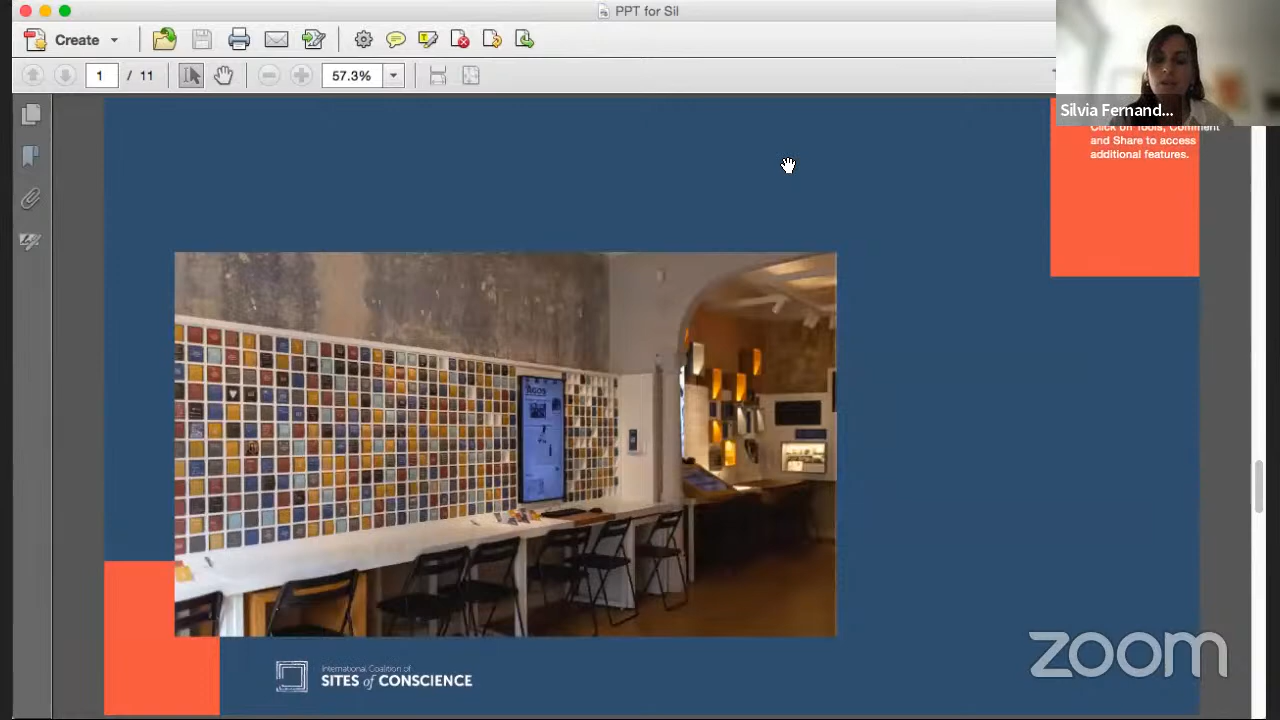 PPT for Sil
Create
1 / 11
57.3%
Silvia Fernand...
Click on Tools, Comment
and Share to access
additional features.
International Coalition of
SITES of CONSCIENCE
zoom